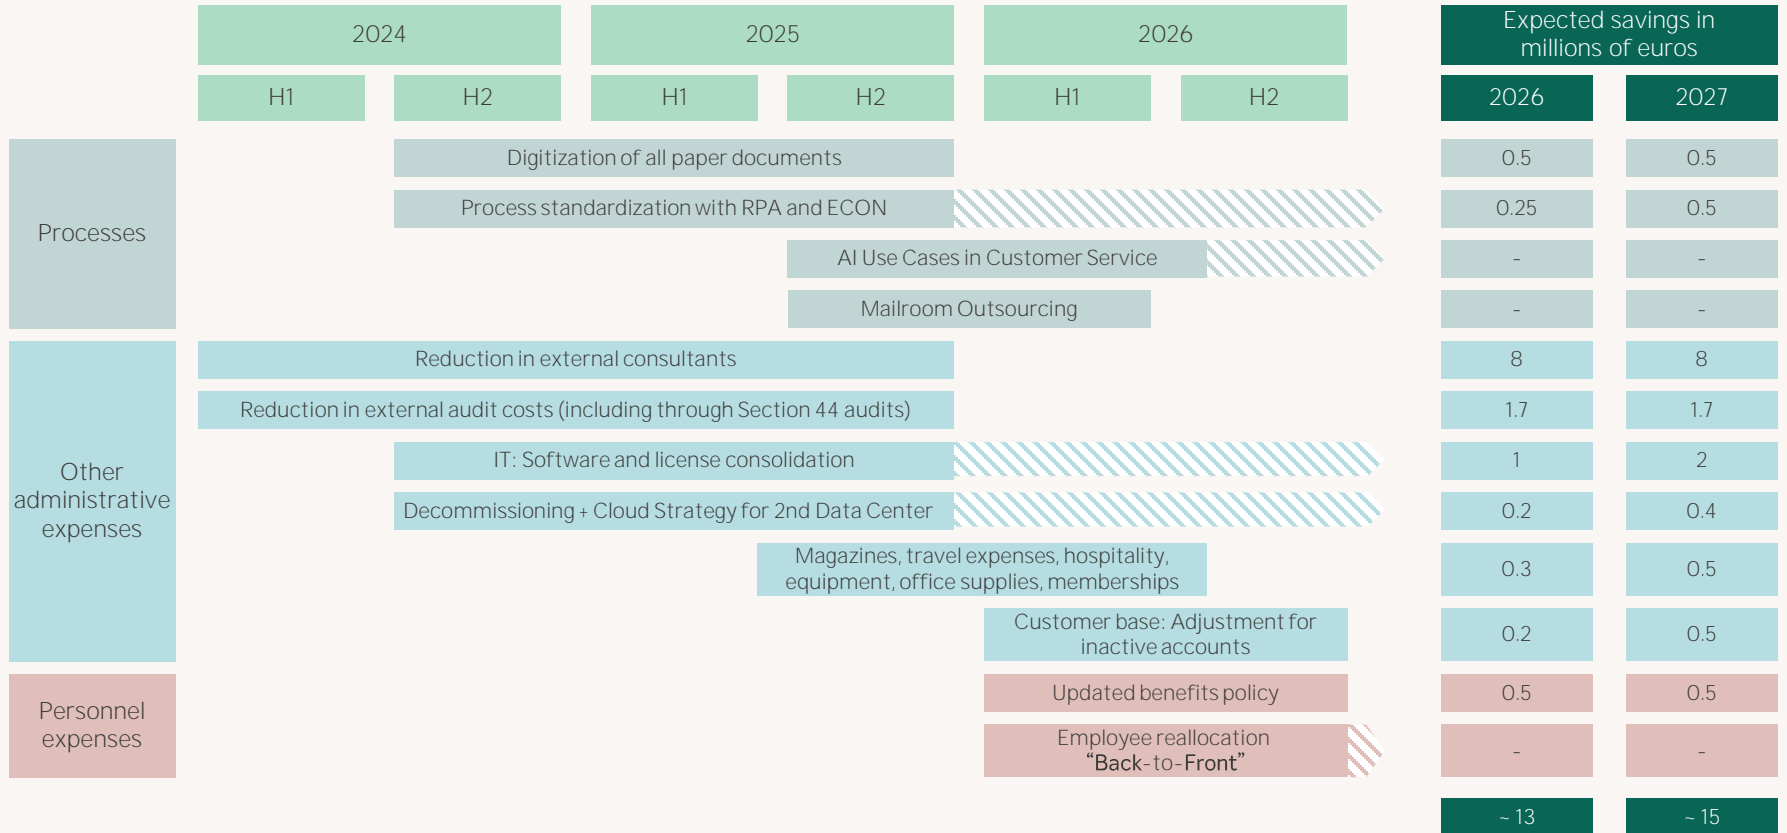 2024
2025
2026
Expected savings in
millions of euros
H1
H2
H1
H2
H1
H2
2026
2027
Processes
Digitization of all paper documents
0.5
0.5
Process standardization with RPA and ECON
0.25
0.5
AI Use Cases in Customer Service
-
-
Mailroom Outsourcing
-
-
Other
administrative
expenses
Reduction in external consultants
8
8
Reduction in external audit costs (including through Section 44 audits)
1.7
1.7
IT: Software and license consolidation
1
2
Decommissioning + Cloud Strategy for 2nd Data Center
0.2
0.4
Magazines, travel expenses, hospitality,
equipment, office supplies, memberships
0.3
0.5
Customer base: Adjustment for
inactive accounts
0.2
0.5
Personnel
expenses
Updated benefits policy
0.5
0.5
Employee reallocation
“Back-to-Front”
-
-
~ 13
~ 15